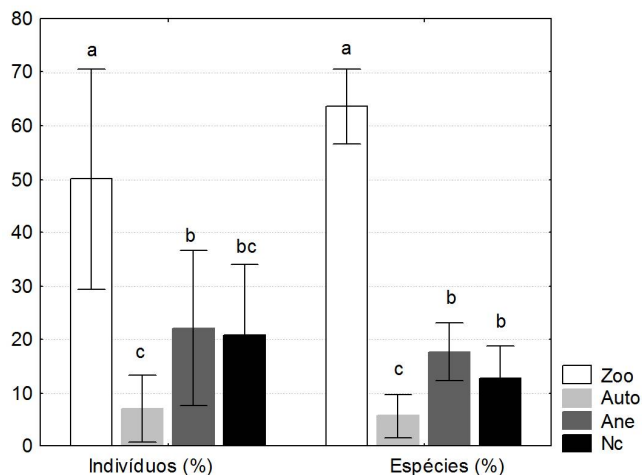 80
70
60
50
40
30
20
10
0
a
c
b
bc
a
c
b
b
Indivíduos (%)
Espécies (%)
Zoo
Auto
Ane
Nc